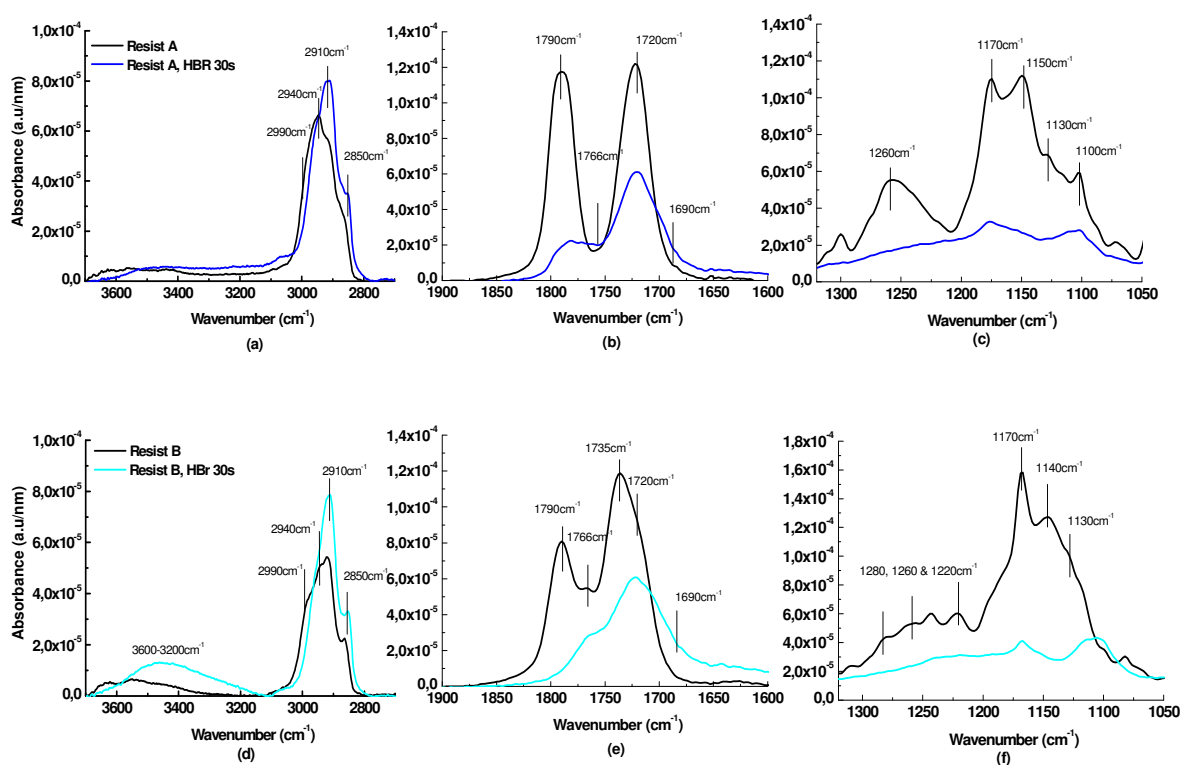 Resist A
Resist A, HBR 30s
2910cm⁻¹
2940cm⁻¹
2990cm⁻¹
2850cm⁻¹
Absorbance (a.u/nm)
1,0x10⁻⁴
8,0x10⁻⁵
6,0x10⁻⁵
4,0x10⁻⁵
2,0x10⁻⁵
0,0
3600 3400 3200 3000 2800
Wavenumber (cm⁻¹)
(a)
1790cm⁻¹ 1720cm⁻¹
1766cm⁻¹
1690cm⁻¹
1,4x10⁻⁴
1,2x10⁻⁴
1,0x10⁻⁴
8,0x10⁻⁵
6,0x10⁻⁵
4,0x10⁻⁵
2,0x10⁻⁵
0,0
1900 1850 1800 1750 1700 1650 1600
Wavenumber (cm⁻¹)
(b)
1170cm⁻¹
1150cm⁻¹
1130cm⁻¹
1100cm⁻¹
1260cm⁻¹
1,4x10⁻⁴
1,2x10⁻⁴
1,0x10⁻⁴
8,0x10⁻⁵
6,0x10⁻⁵
4,0x10⁻⁵
2,0x10⁻⁵
0,0
1300 1250 1200 1150 1100 1050
Wavenumber (cm⁻¹)
(c)
Resist B
Resist B, HBr 30s
2910cm⁻¹
2940cm⁻¹
2990cm⁻¹
2850cm⁻¹
3600-3200cm⁻¹
Absorbance (a.u/nm)
1,0x10⁻⁴
8,0x10⁻⁵
6,0x10⁻⁵
4,0x10⁻⁵
2,0x10⁻⁵
0,0
3600 3400 3200 3000 2800
Wavenumber (cm⁻¹)
(d)
1735cm⁻¹
1720cm⁻¹
1790cm⁻¹
1766cm⁻¹
1690cm⁻¹
1,4x10⁻⁴
1,2x10⁻⁴
1,0x10⁻⁴
8,0x10⁻⁵
6,0x10⁻⁵
4,0x10⁻⁵
2,0x10⁻⁵
0,0
1900 1850 1800 1750 1700 1650 1600
Wavenumber (cm⁻¹)
(e)
1170cm⁻¹
1140cm⁻¹
1130cm⁻¹
1280, 1260 & 1220cm⁻¹
1,8x10⁻⁴
1,6x10⁻⁴
1,4x10⁻⁴
1,2x10⁻⁴
1,0x10⁻⁴
8,0x10⁻⁵
6,0x10⁻⁵
4,0x10⁻⁵
2,0x10⁻⁵
0,0
1300 1250 1200 1150 1100 1050
Wavenumber (cm⁻¹)
(f)